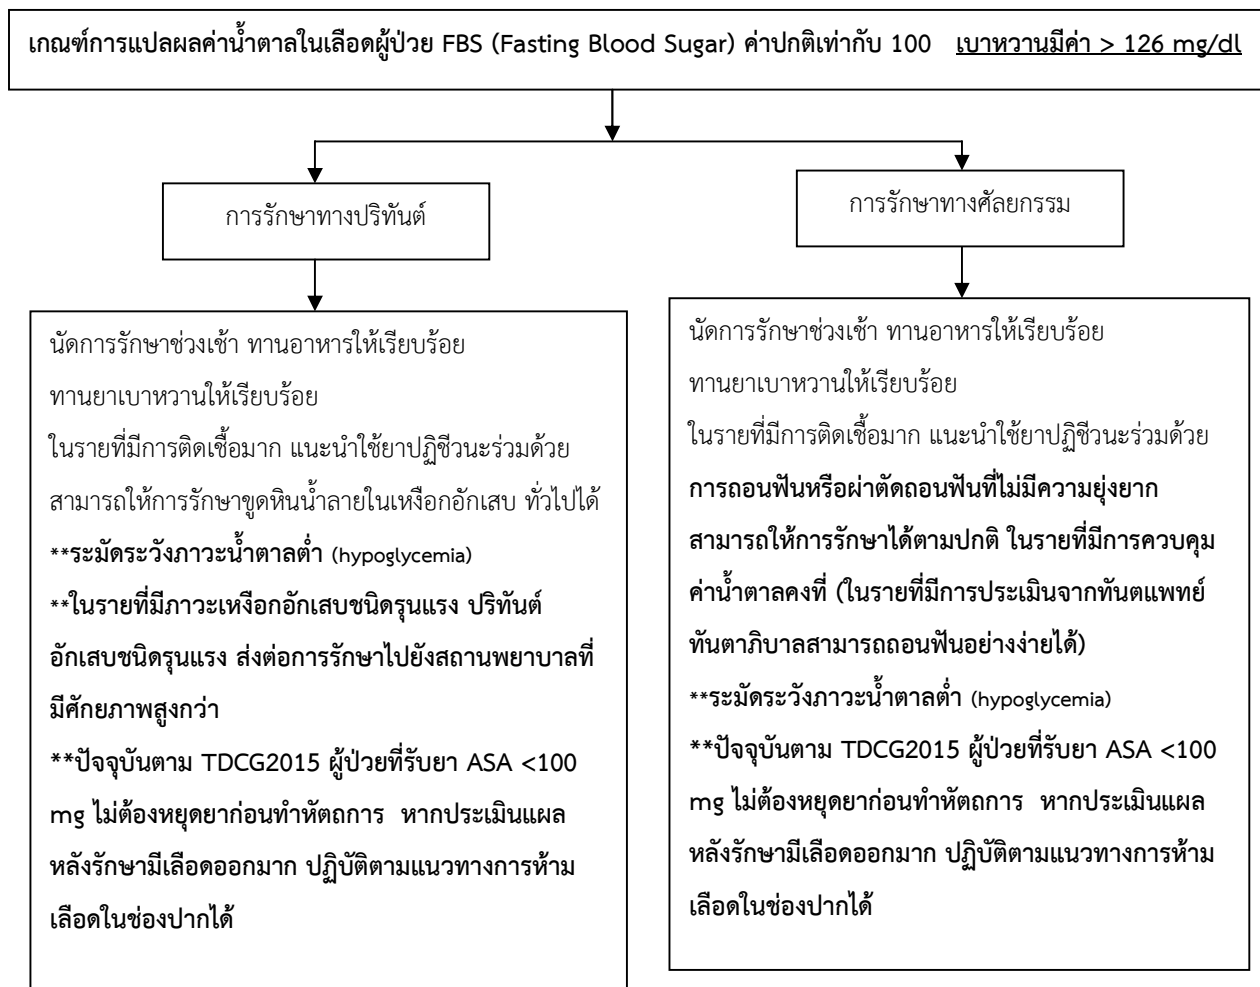 เกณฑ์การแปลผลค่าน้ำตาลในเลือดผู้ป่วย FBS (Fasting Blood Sugar) ค่าปกติเท่ากับ 100 เบาหวานมีค่า > 126 mg/dl
การรักษาทางปริทันต์
นัดการรักษาช่วงเช้า ทานอาหารให้เรียบร้อย
ทานยาเบาหวานให้เรียบร้อย
ในรายที่มีการติดเชื้อมาก แนะนำใช้ยาปฏิชีวนะร่วมด้วย
สามารถให้การรักษาขูดหินน้ำลายในเหงือกอักเสบ ทั่วไปได้
**ระมัดระวังภาวะน้ำตาลต่ำ (hypoglycemia)
**ในรายที่มีภาวะเหงือกอักเสบชนิดรุนแรง ปริทันต์
อักเสบชนิดรุนแรง ส่งต่อการรักษาไปยังสถานพยาบาลที่
มีศักยภาพสูงกว่า
**ปัจจุบันตาม TDCG2015 ผู้ป่วยที่รับยา ASA <100
mg ไม่ต้องหยุดยาก่อนทำหัตถการ หากประเมินแผล
หลังรักษามีเลือดออกมาก ปฏิบัติตามแนวทางการห้าม
เลือดในช่องปากได้
การรักษาทางศัลยกรรม
นัดการรักษาช่วงเช้า ทานอาหารให้เรียบร้อย
ทานยาเบาหวานให้เรียบร้อย
ในรายที่มีการติดเชื้อมาก แนะนำใช้ยาปฏิชีวนะร่วมด้วย
การถอนฟันหรือผ่าตัดถอนฟันที่ไม่มีความยุ่งยาก
สามารถให้การรักษาได้ตามปกติ ในรายที่มีการควบคุม
ค่าน้ำตาลคงที่ (ในรายที่มีการประเมินจากทันตแพทย์
ทันตาภิบาลสามารถถอนฟันอย่างง่ายได้)
**ระมัดระวังภาวะน้ำตาลต่ำ (hypoglycemia)
**ปัจจุบันตาม TDCG2015 ผู้ป่วยที่รับยา ASA <100
mg ไม่ต้องหยุดยาก่อนทำหัตถการ หากประเมินแผล
หลังรักษามีเลือดออกมาก ปฏิบัติตามแนวทางการห้าม
เลือดในช่องปากได้